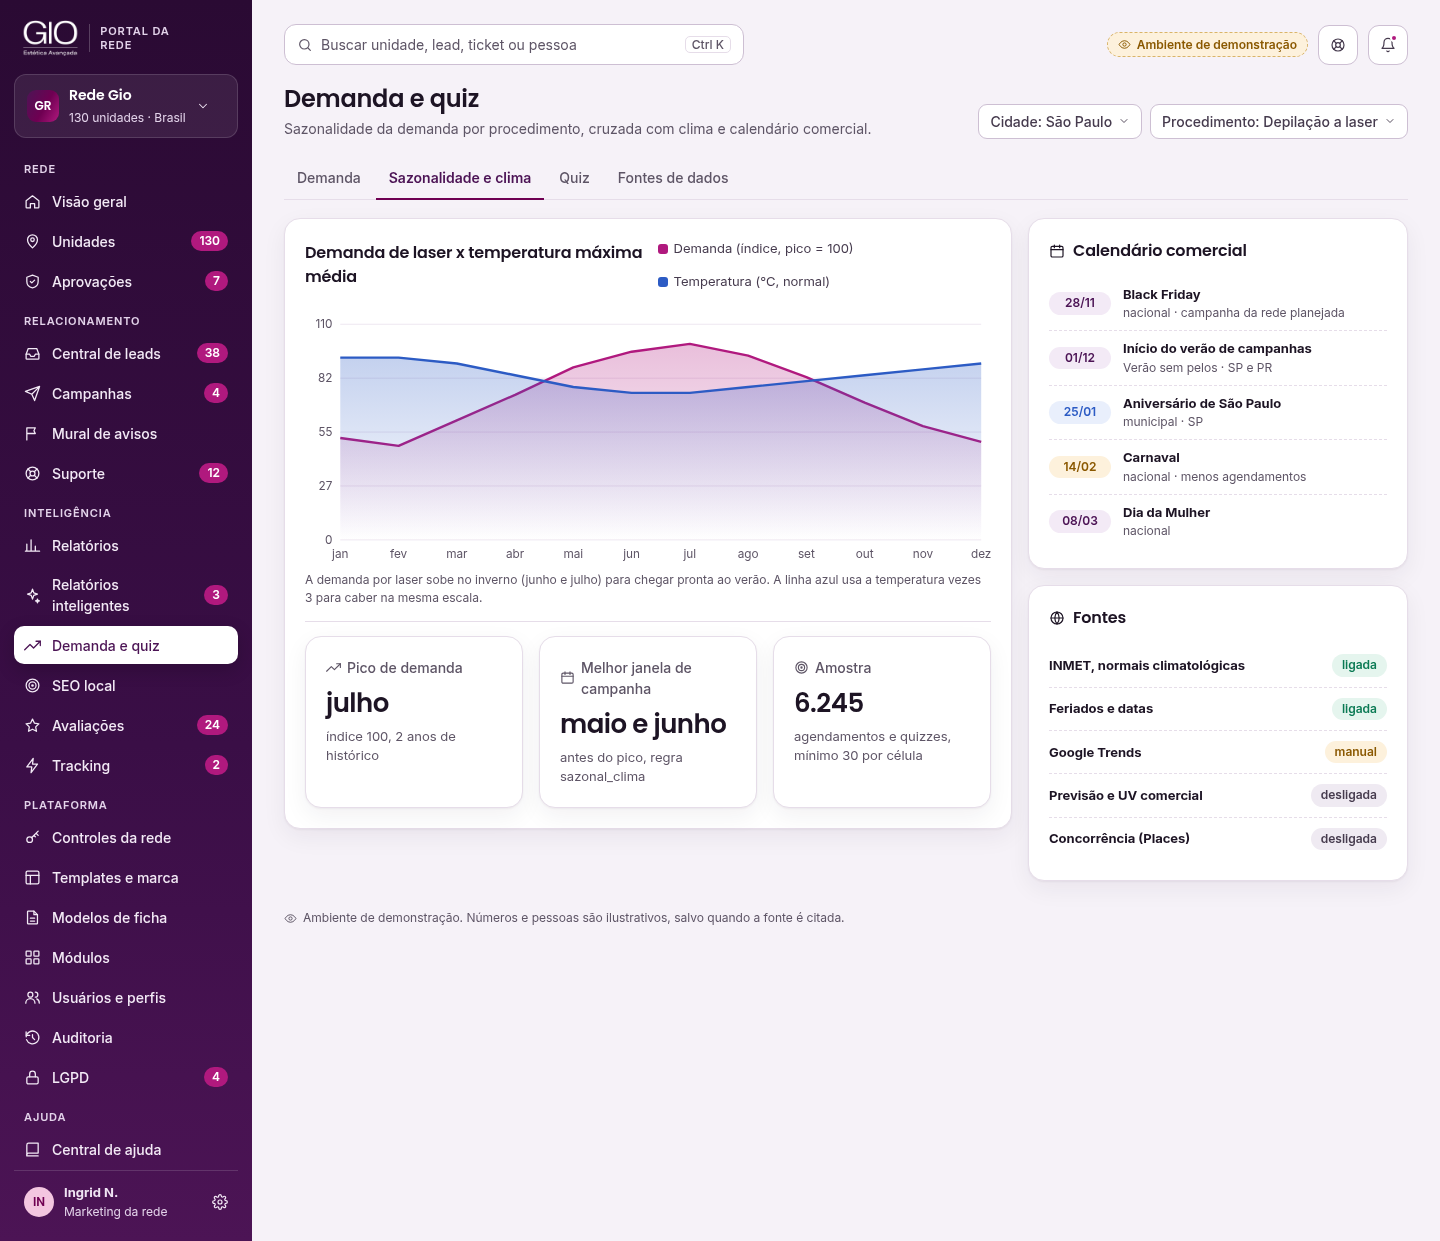 GIO
Estética Avançada
PORTAL DA
REDE
GR
Rede Gio
130 unidades · Brasil
REDE
Visão geral
Unidades 130
Aprovações 7
RELACIONAMENTO
Central de leads 38
Campanhas 4
Mural de avisos
Suporte 12
INTELIGÊNCIA
Relatórios
Relatórios
inteligentes 3
Demanda e quiz
SEO local
Avaliações 24
Tracking 2
PLATAFORMA
Controles da rede
Templates e marca
Modelos de ficha
Módulos
Usuários e perfis
Auditoria
LGPD 4
AJUDA
Central de ajuda
IN
Ingrid N.
Marketing da rede
Buscar unidade, lead, ticket ou pessoa Ctrl K
Ambiente de demonstração
Demanda e quiz
Sazonalidade da demanda por procedimento, cruzada com clima e calendário comercial.
Cidade: São Paulo Procedimento: Depilação a laser
Demanda Sazonalidade e clima Quiz Fontes de dados
Demanda de laser x temperatura máxima
média
Demanda (índice, pico = 100)
Temperatura (°C, normal)
110
82
55
27
0
jan fev mar abr mai jun jul ago set out nov dez
A demanda por laser sobe no inverno (junho e julho) para chegar pronta ao verão. A linha azul usa a temperatura vezes
3 para caber na mesma escala.
Pico de demanda
julho
índice 100, 2 anos de
histórico
Melhor janela de
campanha
maio e junho
antes do pico, regra
sazonal_clima
Amostra
6.245
agendamentos e quizzes,
mínimo 30 por célula
Calendário comercial
28/11
Black Friday
nacional · campanha da rede planejada
01/12
Início do verão de campanhas
Verão sem pelos · SP e PR
25/01
Aniversário de São Paulo
municipal · SP
14/02
Carnaval
nacional · menos agendamentos
08/03
Dia da Mulher
nacional
Fontes
INMET, normais climatológicas ligada
Feriados e datas ligada
Google Trends manual
Previsão e UV comercial desligada
Concorrência (Places) desligada
Ambiente de demonstração. Números e pessoas são ilustrativos, salvo quando a fonte é citada.